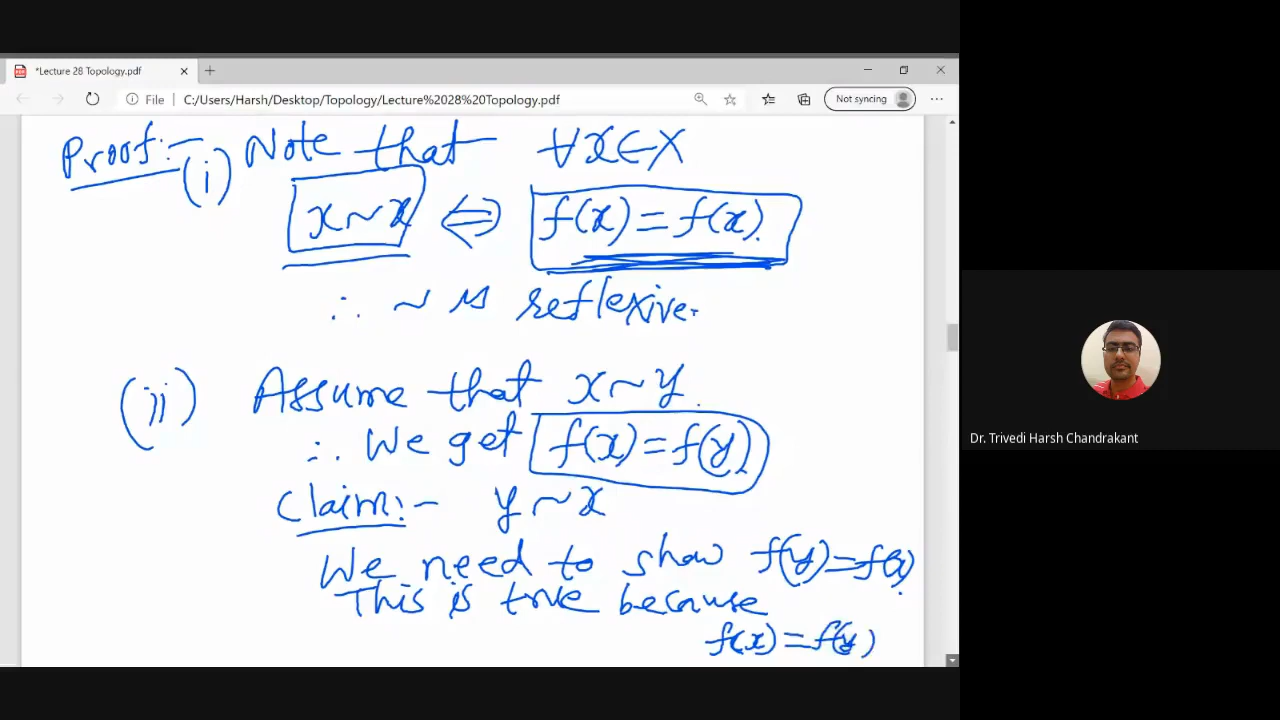 *Lecture 28 Topology.pdf
File | C:/Users/Harsh/Desktop/Topology/Lecture%2028%20Topology.pdf
Not syncing
Proof:- (i) Note that ∀x∈X
x~x ⇔ f(x)=f(x).
∴ ~ is reflexive.
(ii) Assume that x~y.
∴ We get f(x)=f(y).
Claim:- y~x
We need to show f(y)=f(x).
This is true because
f(x)=f(y)
Dr. Trivedi Harsh Chandrakant